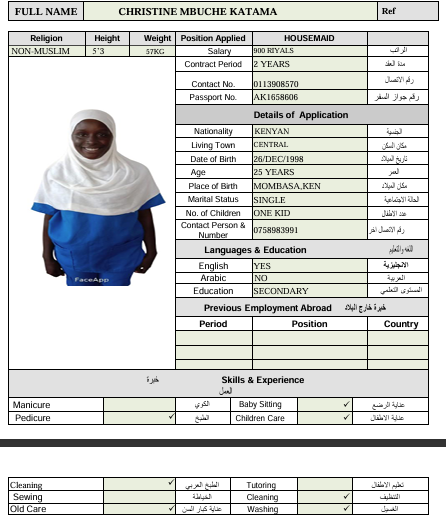 FULL NAME CHRISTINE MBUCHE KATAMA Ref
Religion Height Weight Position Applied HOUSEMAID
NON-MUSLIM 5'3 57KG Salary 900 RIYALS الراتب
Contract Period 2 YEARS مدة العقد
Contact No. 0113908570 رقم الاتصال
Passport No. AK1658606 رقم جواز السفر
Details of Application
Nationality KENYAN الجنسية
Living Town CENTRAL مكان السكن
Date of Birth 26/DEC/1998 تاريخ الميلاد
Age 25 YEARS العمر
Place of Birth MOMBASA,KEN مكان الميلاد
Marital Status SINGLE الحالة الاجتماعية
No. of Children ONE KID عدد الاطفال
Contact Person & Number 0758983991 رقم الاتصال اخر
Languages & Education اللغة والتعليم
English YES الانجليزية
Arabic NO العربية
Education SECONDARY المستوى التعلمي
FaceApp
Previous Employment Abroad خبرة خارج البلاد
Period Position Country
خبرة Skills & Experience
العمل
Manicure الكوي Baby Sitting ✓ عناية الرضع
Pedicure ✓ الطبخ Children Care ✓ عناية الاطفال
Cleaning ✓ الطبخ العربي Tutoring تعليم الاطفال
Sewing الخياطة Cleaning ✓ التنظيف
Old Care عناية كبار السن Washing ✓ الغسيل